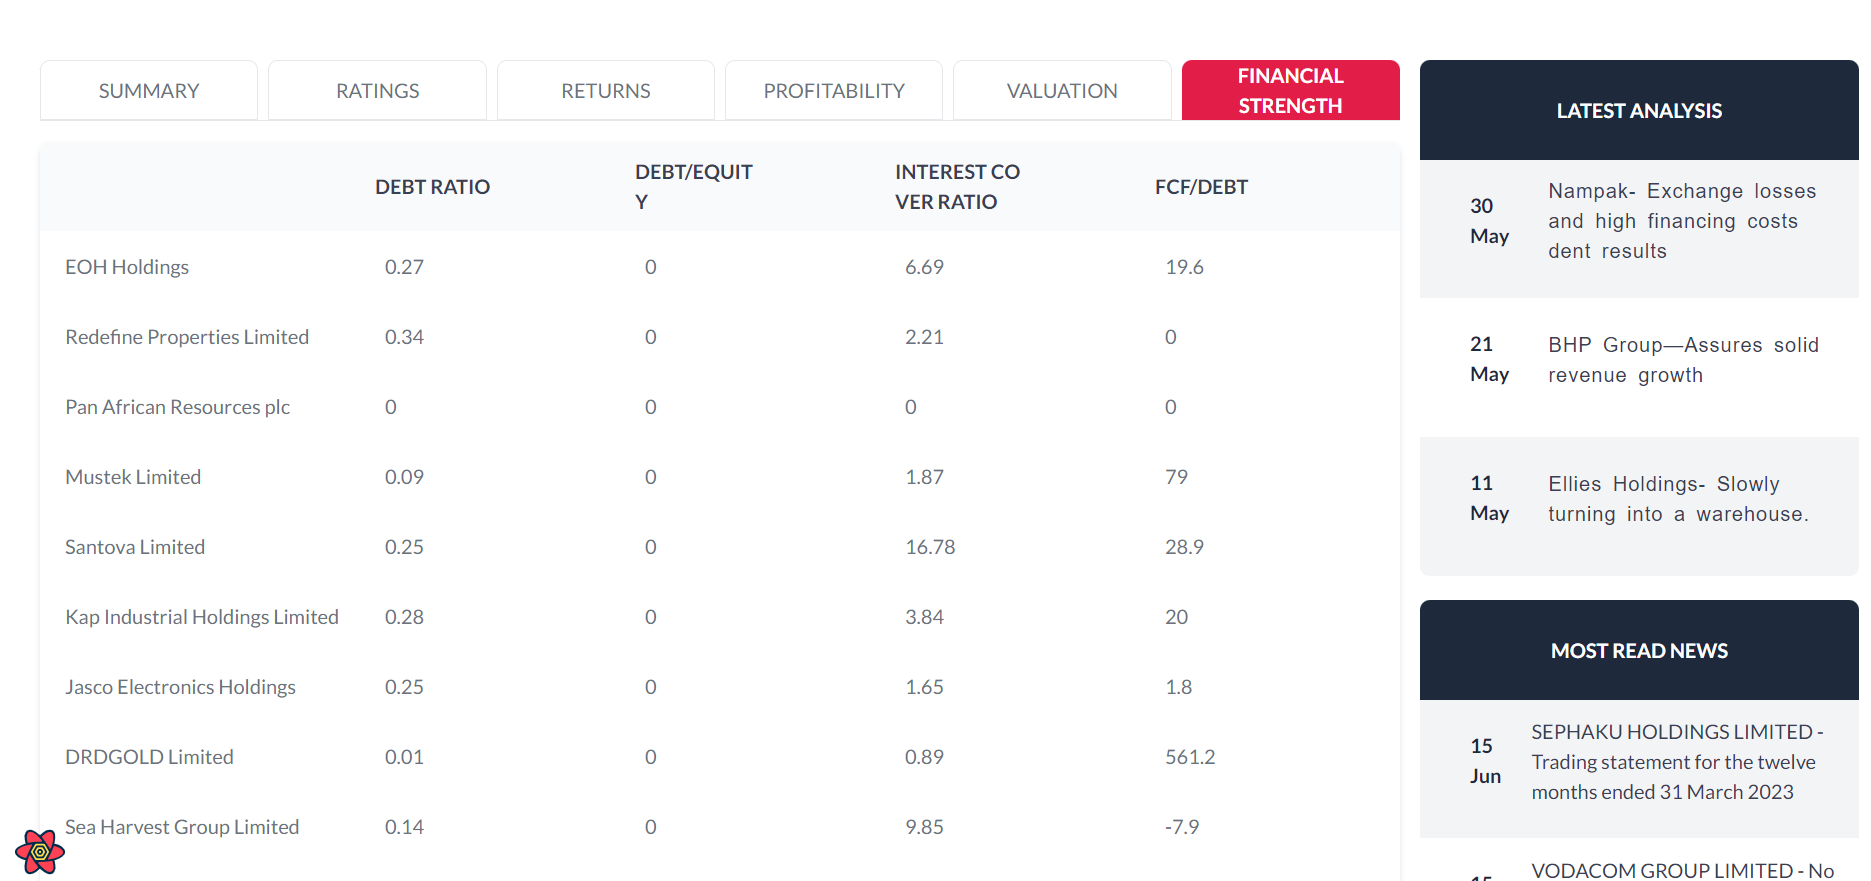 SUMMARY
RATINGS
RETURNS
PROFITABILITY
VALUATION
FINANCIAL
STRENGTH
DEBT RATIO
DEBT/EQUIT
Y
INTEREST CO
VER RATIO
FCF/DEBT
EOH Holdings 0.27 0 6.69 19.6
Redefine Properties Limited 0.34 0 2.21 0
Pan African Resources plc 0 0 0 0
Mustek Limited 0.09 0 1.87 79
Santova Limited 0.25 0 16.78 28.9
Kap Industrial Holdings Limited 0.28 0 3.84 20
Jasco Electronics Holdings 0.25 0 1.65 1.8
DRDGOLD Limited 0.01 0 0.89 561.2
Sea Harvest Group Limited 0.14 0 9.85 -7.9
LATEST ANALYSIS
30
May
Nampak- Exchange losses
and high financing costs
dent results
21
May
BHP Group—Assures solid
revenue growth
11
May
Ellies Holdings- Slowly
turning into a warehouse.
MOST READ NEWS
15
Jun
SEPHAKU HOLDINGS LIMITED -
Trading statement for the twelve
months ended 31 March 2023
VODACOM GROUP LIMITED - No